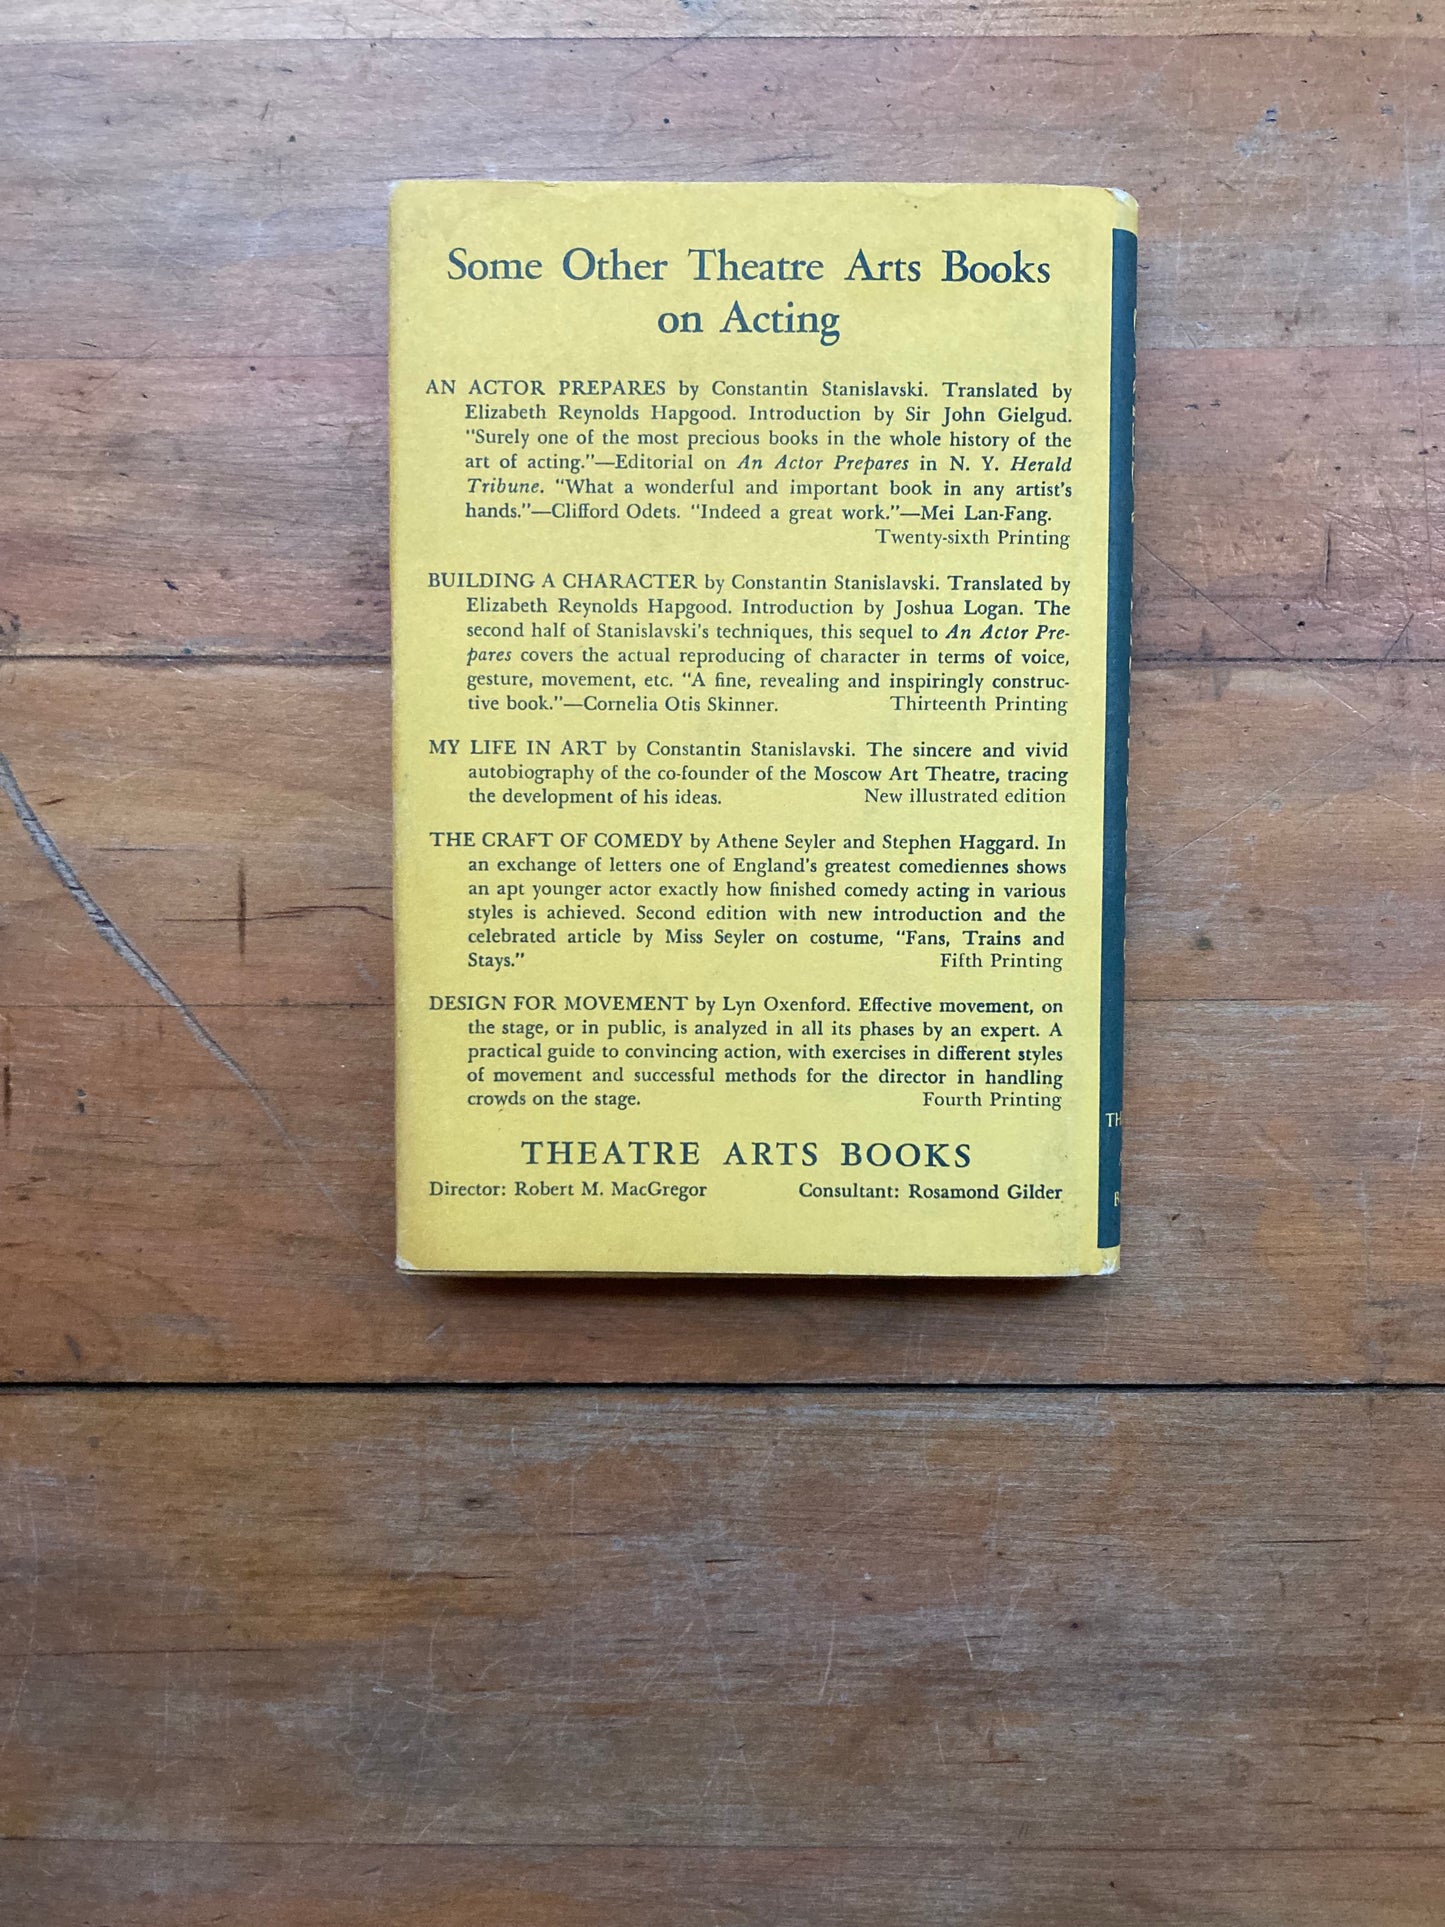 Some Other Theatre Arts Books
on Acting
AN ACTOR PREPARES by Constantin Stanislavski. Translated by
Elizabeth Reynolds Hapgood. Introduction by Sir John Gielgud.
"Surely one of the most precious books in the whole history of the
art of acting."—Editorial on An Actor Prepares in N. Y. Herald
Tribune. "What a wonderful and important book in any artist's
hands."—Clifford Odets. "Indeed a great work."—Mei Lan-Fang.
Twenty-sixth Printing
BUILDING A CHARACTER by Constantin Stanislavski. Translated by
Elizabeth Reynolds Hapgood. Introduction by Joshua Logan. The
second half of Stanislavski's techniques, this sequel to An Actor Pre-
pares covers the actual reproducing of character in terms of voice,
gesture, movement, etc. "A fine, revealing and inspiringly construc-
tive book."—Cornelia Otis Skinner. Thirteenth Printing
MY LIFE IN ART by Constantin Stanislavski. The sincere and vivid
autobiography of the co-founder of the Moscow Art Theatre, tracing
the development of his ideas. New illustrated edition
THE CRAFT OF COMEDY by Athene Seyler and Stephen Haggard. In
an exchange of letters one of England's greatest comediennes shows
an apt younger actor exactly how finished comedy acting in various
styles is achieved. Second edition with new introduction and the
celebrated article by Miss Seyler on costume, "Fans, Trains and
Stays." Fifth Printing
DESIGN FOR MOVEMENT by Lyn Oxenford. Effective movement, on
the stage, or in public, is analyzed in all its phases by an expert. A
practical guide to convincing action, with exercises in different styles
of movement and successful methods for the director in handling
crowds on the stage. Fourth Printing
THEATRE ARTS BOOKS
Director: Robert M. MacGregor Consultant: Rosamond Gilder